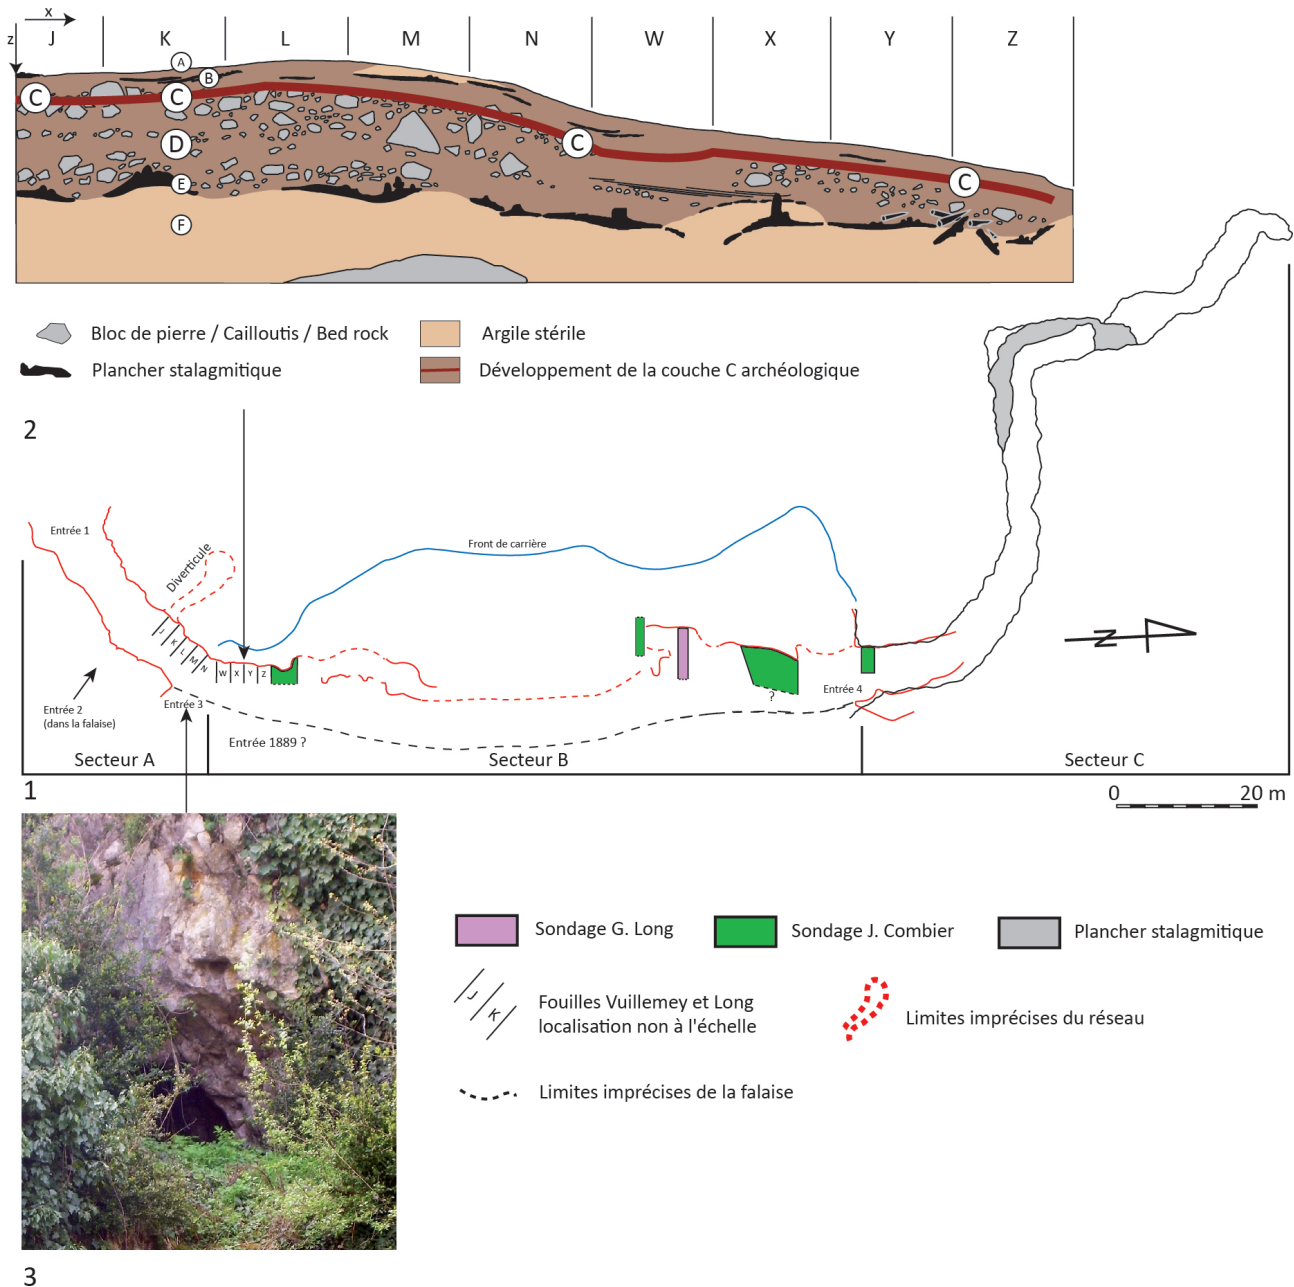 x
z
J K L M N W X Y Z
A
B
C C C C
D
E
F
Bloc de pierre / Cailloutis / Bed rock
Argile stérile
Plancher stalagmitique
Développement de la couche C archéologique
2
Entrée 1
Diverticule
Front de carrière
J
K
L
M
N
W X Y Z
N
Entrée 2
(dans la falaise)
Entrée 3
Entrée 4
?
Entrée 1889 ?
Secteur A
Secteur B
Secteur C
1
0 20 m
Sondage G. Long
Sondage J. Combier
Plancher stalagmitique
J
K
Fouilles Vuillemey et Long
localisation non à l'échelle
Limites imprécises du réseau
Limites imprécises de la falaise
3